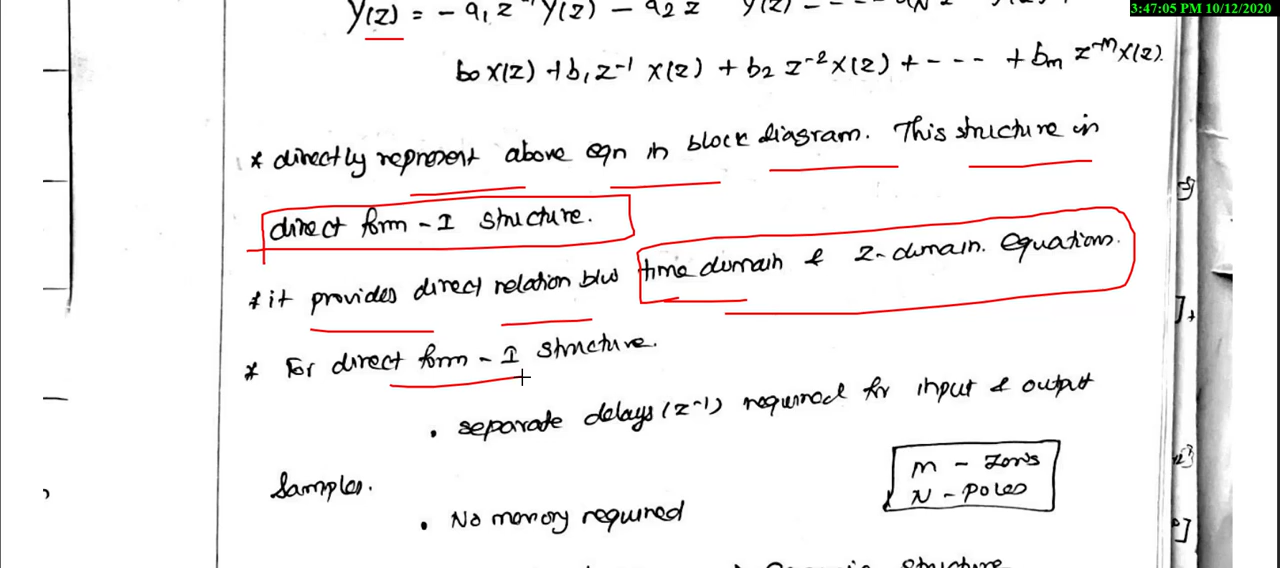 3:47:05 PM 10/12/2020
Y(z) = - a1 z Y(z) - a2 z Y(z) - - - -
b0 X(z) + b1 z^-1 X(z) + b2 z^-2 X(z) + - - - + bm z^-M X(z).
* directly represent above eqn in block diagram. This structure in
direct form - I structure.
* it provides direct relation b/w time domain & Z-domain. equations.
* For direct form - I structure.
. separate delays (z^-1) required for input & output
Samples.
M - Zeros
N - poles
. No memory required
structure